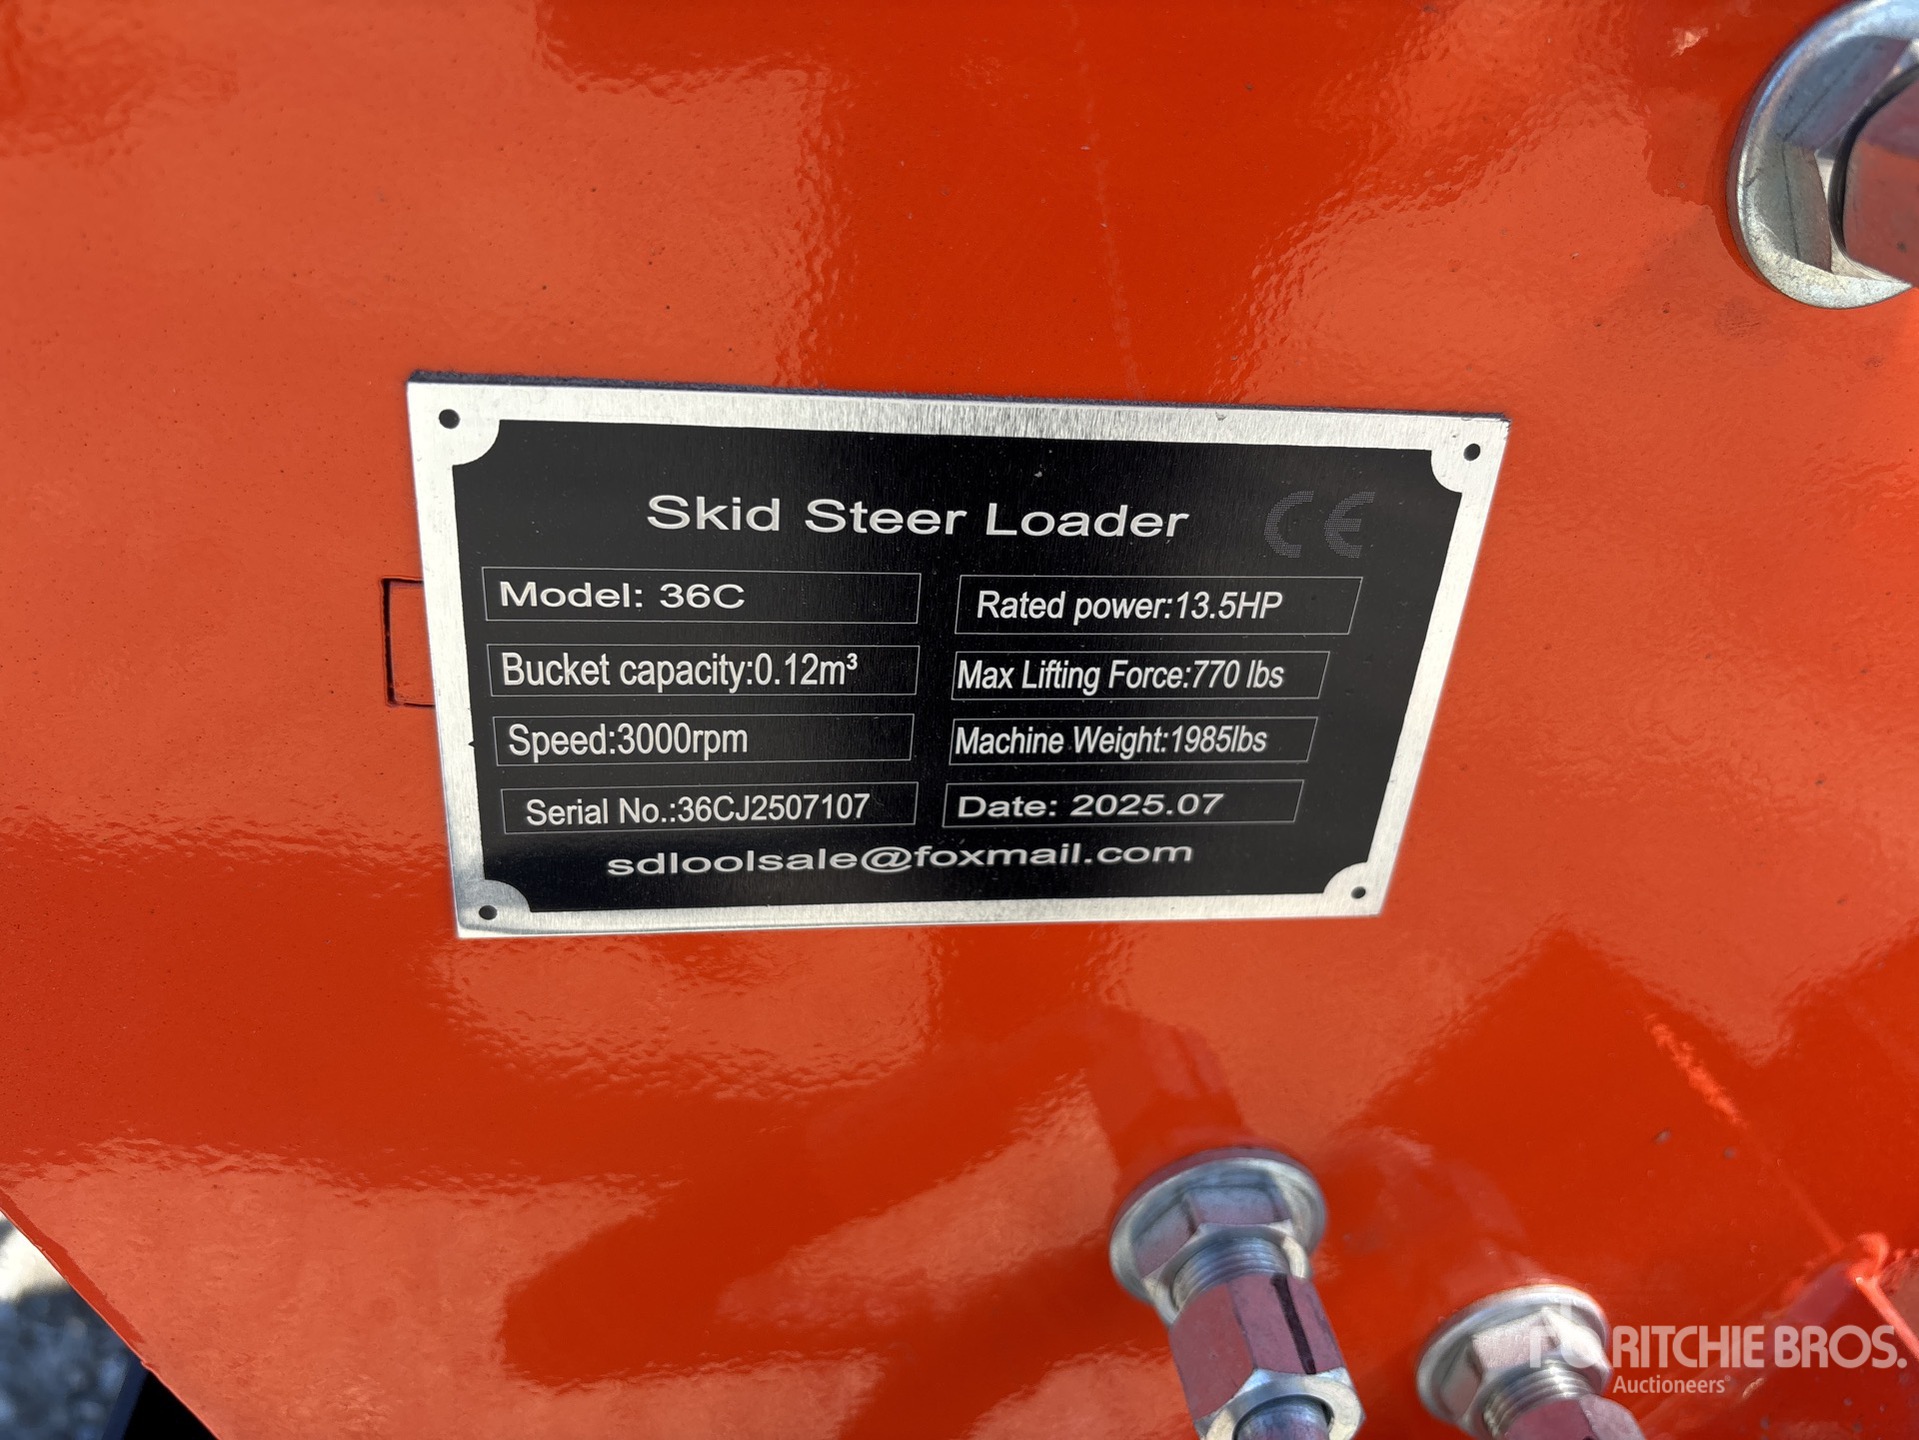 Skid Steer Loader CE
Model: 36C
Rated power:13.5HP
Bucket capacity:0.12m³
Max Lifting Force:770 lbs
Speed:3000rpm
Machine Weight:1985lbs
Serial No.:36CJ2507107
Date: 2025.07
sdloolsale@foxmail.com
RITCHIE BROS.
Auctioneers®